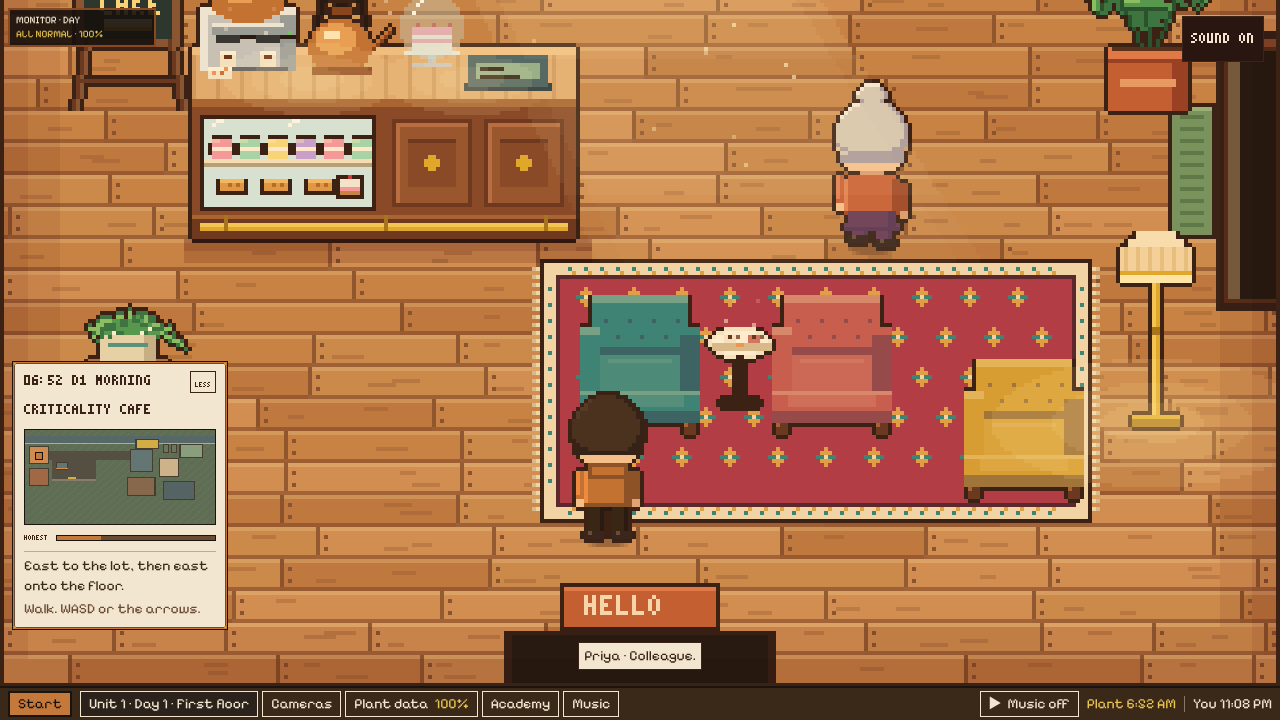 MONITOR·DAY
ALL NORMAL·100%
SOUND ON
06:52 D1 MORNING
LESS
CRITICALITY CAFE
HONEST
East to the lot, then east
onto the floor.
Walk. WASD or the arrows.
HELLO
Priya · Colleague.
Start
Unit 1 · Day 1 · First floor
Cameras
Plant data 100%
Academy
Music
▶ Music off
Plant 6:52 AM
You 11:08 PM